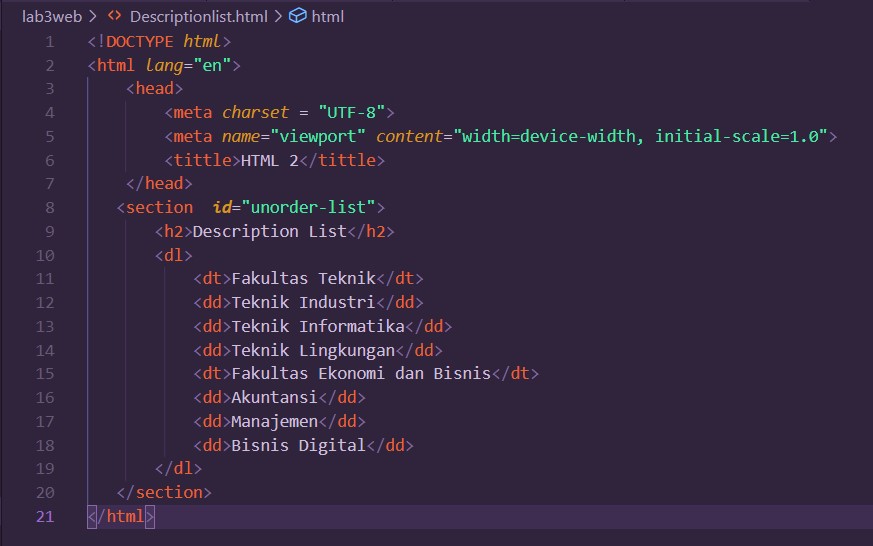 lab3web > <> Descriptionlist.html > html
1 <!DOCTYPE html>
2 <html lang="en">
3 <head>
4 <meta charset = "UTF-8">
5 <meta name="viewport" content="width=device-width, initial-scale=1.0">
6 <tittle>HTML 2</tittle>
7 </head>
8 <section  id="unorder-list">
9 <h2>Description List</h2>
10 <dl>
11 <dt>Fakultas Teknik</dt>
12 <dd>Teknik Industri</dd>
13 <dd>Teknik Informatika</dd>
14 <dd>Teknik Lingkungan</dd>
15 <dt>Fakultas Ekonomi dan Bisnis</dt>
16 <dd>Akuntansi</dd>
17 <dd>Manajemen</dd>
18 <dd>Bisnis Digital</dd>
19 </dl>
20 </section>
21 </html>